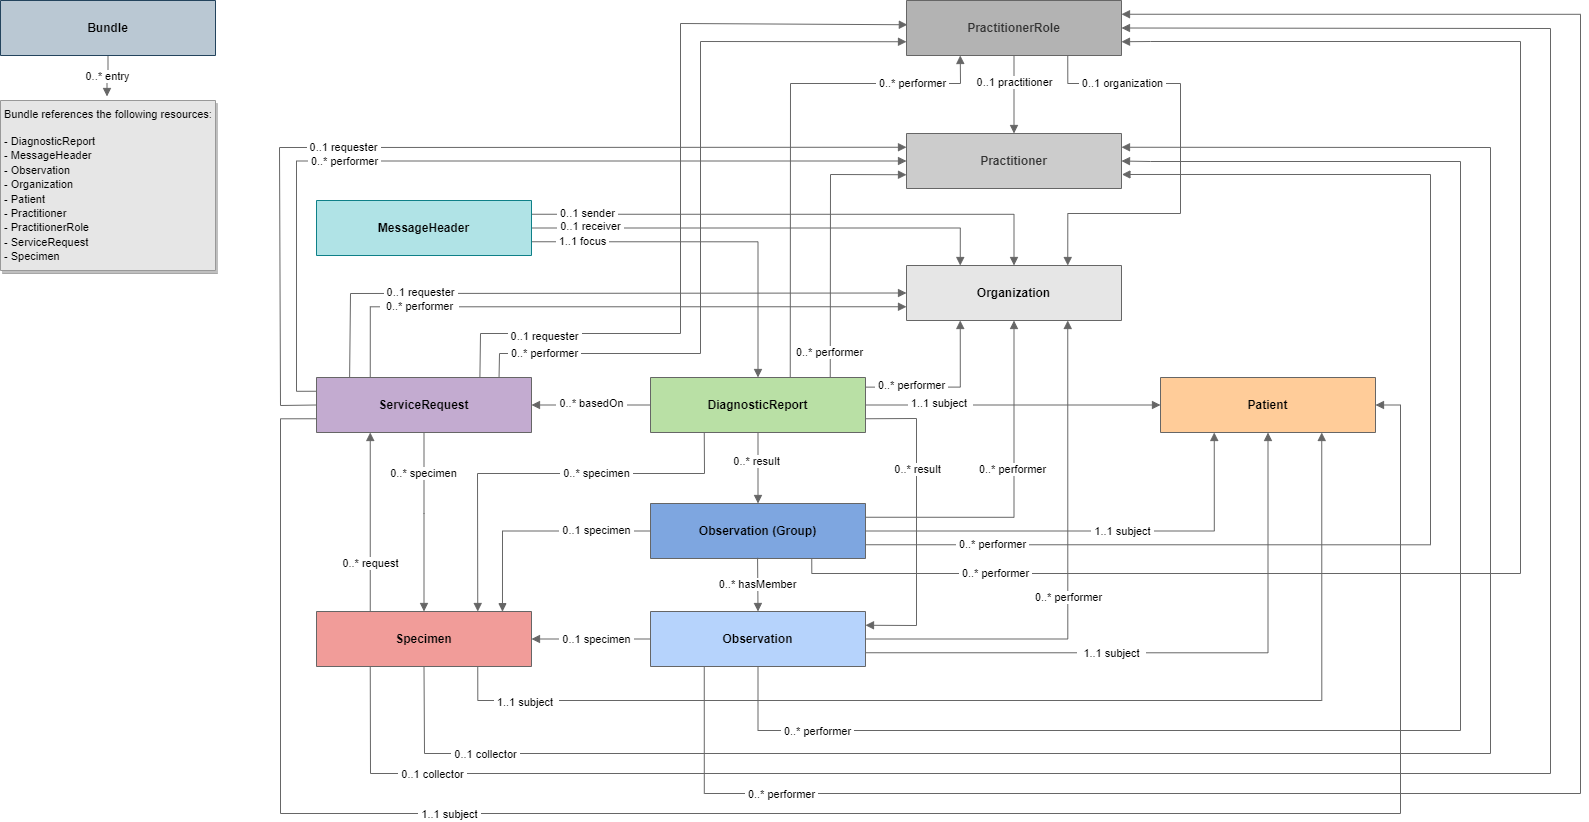 Bundle
0..* entry
Bundle references the following resources:
- DiagnosticReport
- MessageHeader
- Observation
- Organization
- Patient
- Practitioner
- PractitionerRole
- ServiceRequest
- Specimen
PractitionerRole
0..* performer
0..1 practitioner
0..1 organization
0..1 requester
0..* performer
Practitioner
MessageHeader
0..1 sender
0..1 receiver
1..1 focus
Organization
0..1 requester
0..* performer
0..1 requester
0..* performer
0..* performer
0..* performer
ServiceRequest
0..* basedOn
DiagnosticReport
1..1 subject
Patient
0..* specimen
0..* specimen
0..* result
0..* result
0..* performer
0..1 specimen
Observation (Group)
1..1 subject
0..* performer
0..* request
0..* hasMember
0..* performer
0..* performer
Specimen
0..1 specimen
Observation
1..1 subject
1..1 subject
0..* performer
0..1 collector
0..1 collector
0..* performer
1..1 subject